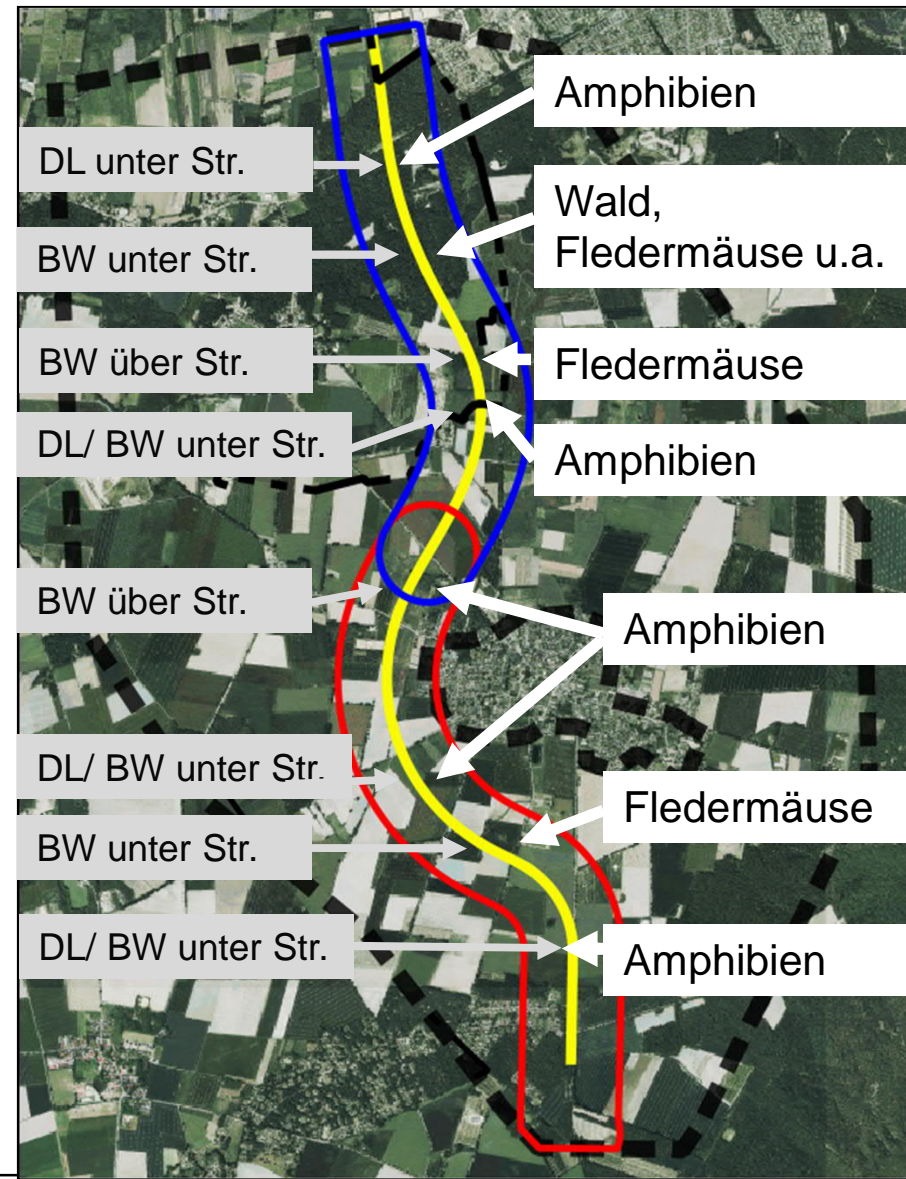 Amphibien
DL unter Str.
Wald,
Fledermäuse u.a.
BW unter Str.
BW über Str.
Fledermäuse
DL/ BW unter Str.
Amphibien
BW über Str.
Amphibien
DL/ BW unter Str.
Fledermäuse
BW unter Str.
DL/ BW unter Str.
Amphibien